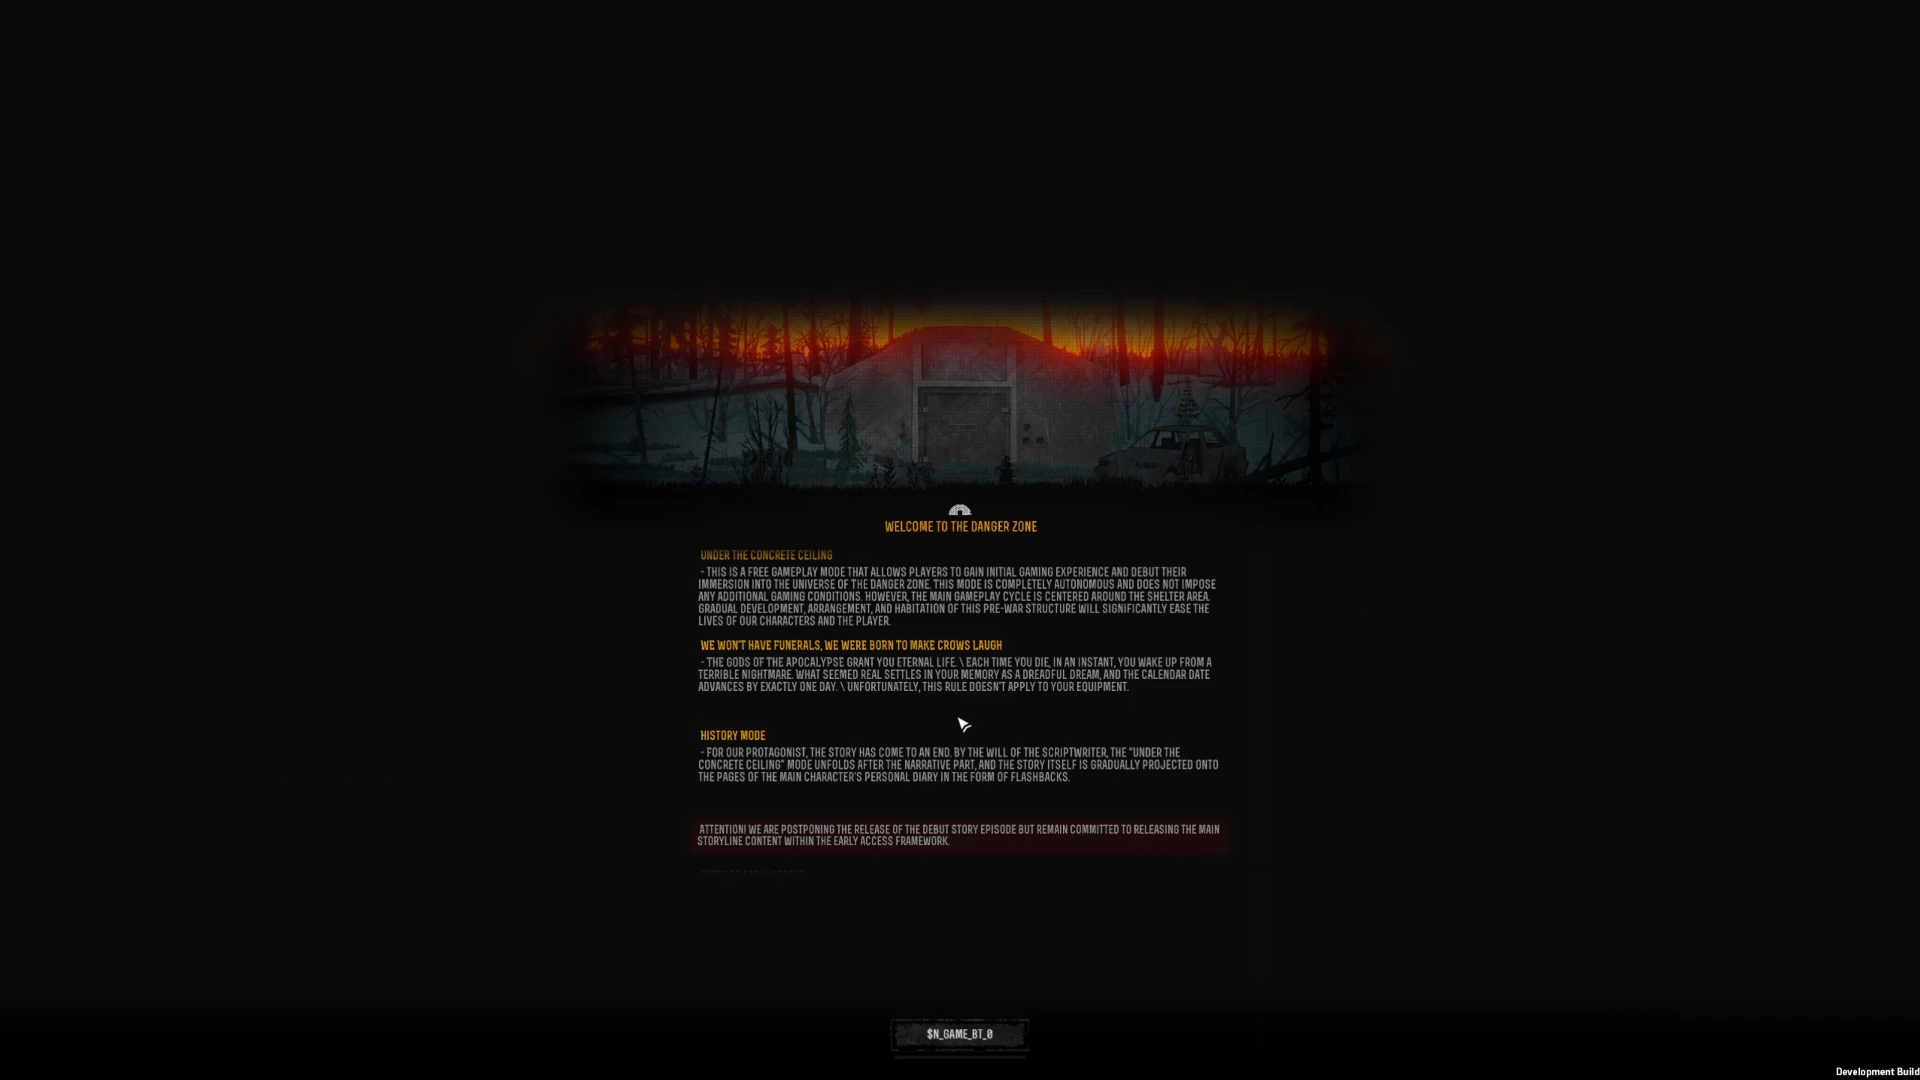 WELCOME TO THE DANGER ZONE
UNDER THE CONCRETE CEILING
- THIS IS A FREE GAMEPLAY MODE THAT ALLOWS PLAYERS TO GAIN INITIAL GAMING EXPERIENCE AND DEBUT THEIR
IMMERSION INTO THE UNIVERSE OF THE DANGER ZONE. THIS MODE IS COMPLETELY AUTONOMOUS AND DOES NOT IMPOSE
ANY ADDITIONAL GAMING CONDITIONS. HOWEVER, THE MAIN GAMEPLAY CYCLE IS CENTERED AROUND THE SHELTER AREA.
GRADUAL DEVELOPMENT, ARRANGEMENT, AND HABITATION OF THIS PRE-WAR STRUCTURE WILL SIGNIFICANTLY EASE THE
LIVES OF OUR CHARACTERS AND THE PLAYER.
WE WON'T HAVE FUNERALS, WE WERE BORN TO MAKE CROWS LAUGH
- THE GODS OF THE APOCALYPSE GRANT YOU ETERNAL LIFE. \ EACH TIME YOU DIE, IN AN INSTANT, YOU WAKE UP FROM A
TERRIBLE NIGHTMARE. WHAT SEEMED REAL SETTLES IN YOUR MEMORY AS A DREADFUL DREAM, AND THE CALENDAR DATE
ADVANCES BY EXACTLY ONE DAY. \ UNFORTUNATELY, THIS RULE DOESN'T APPLY TO YOUR EQUIPMENT.
HISTORY MODE
- FOR OUR PROTAGONIST, THE STORY HAS COME TO AN END. BY THE WILL OF THE SCRIPTWRITER, THE "UNDER THE
CONCRETE CEILING" MODE UNFOLDS AFTER THE NARRATIVE PART, AND THE STORY ITSELF IS GRADUALLY PROJECTED ONTO
THE PAGES OF THE MAIN CHARACTER'S PERSONAL DIARY IN THE FORM OF FLASHBACKS.
ATTENTION! WE ARE POSTPONING THE RELEASE OF THE DEBUT STORY EPISODE BUT REMAIN COMMITTED TO RELEASING THE MAIN
STORYLINE CONTENT WITHIN THE EARLY ACCESS FRAMEWORK.
$N_GAME_BT_0
Development Build